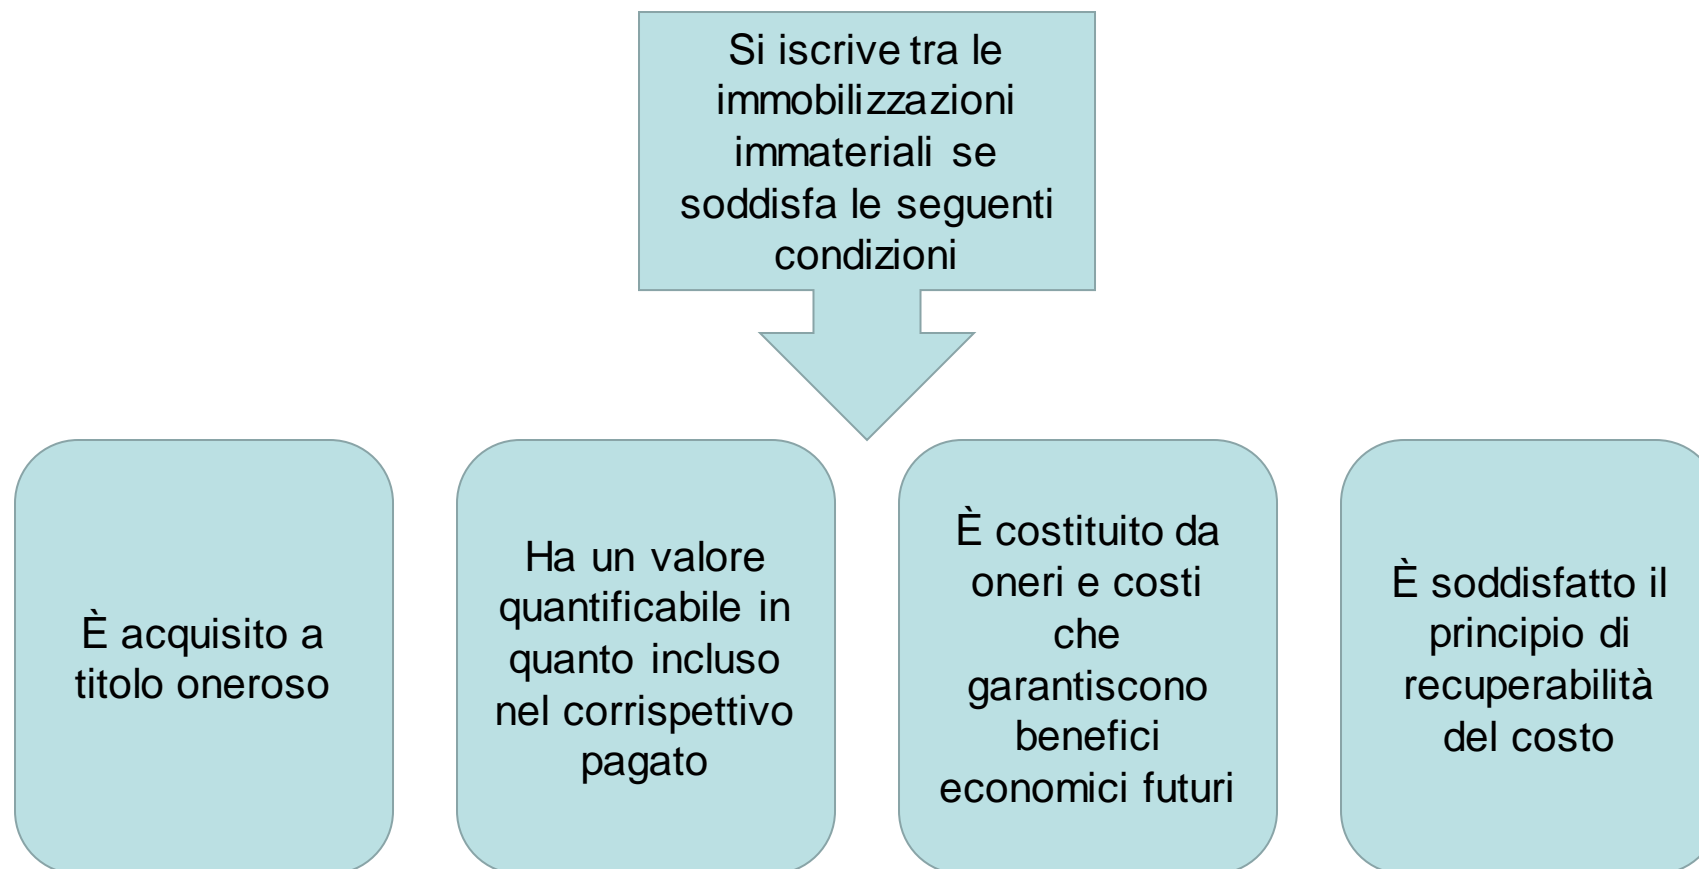 Si iscrive tra le
immobilizzazioni
immateriali se
soddisfa le seguenti
condizioni
È acquisito a
titolo oneroso
Ha un valore
quantificabile in
quanto incluso
nel corrispettivo
pagato
È costituito da
oneri e costi
che
garantiscono
benefici
economici futuri
È soddisfatto il
principio di
recuperabilità
del costo